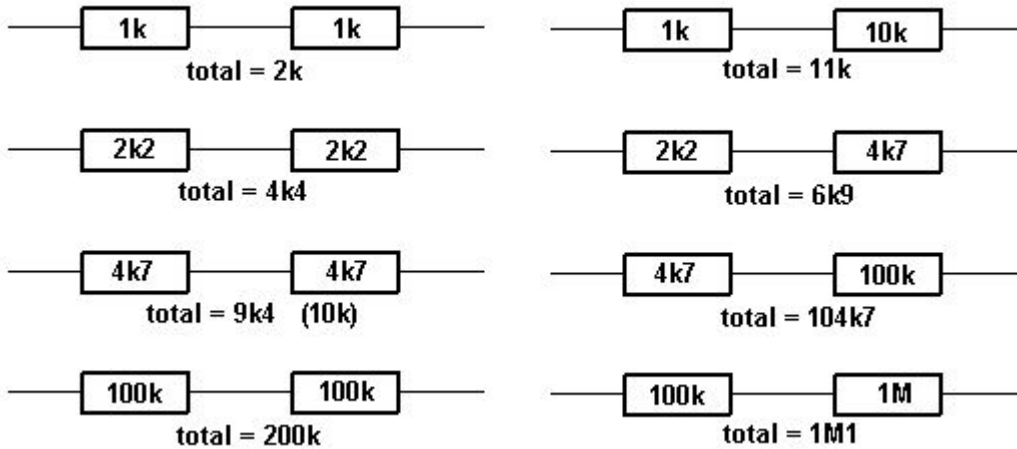 1k 1k
total = 2k
1k 10k
total = 11k
2k2 2k2
total = 4k4
2k2 4k7
total = 6k9
4k7 4k7
total = 9k4 (10k)
4k7 100k
total = 104k7
100k 100k
total = 200k
100k 1M
total = 1M1